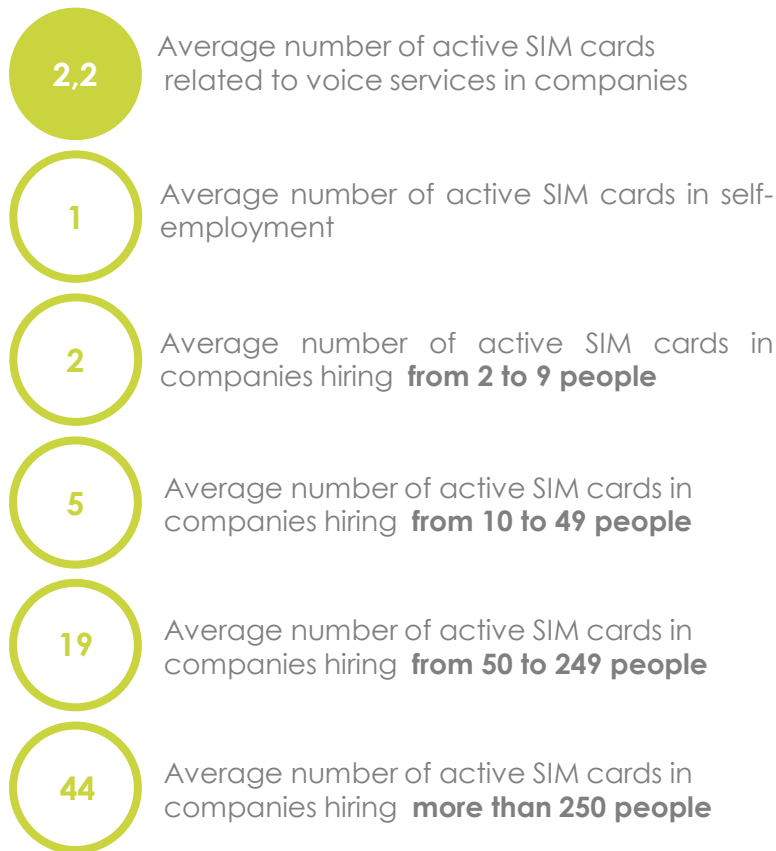 2,2
Average number of active SIM cards
related to voice services in companies
1
Average number of active SIM cards in self-
employment
2
Average number of active SIM cards in
companies hiring from 2 to 9 people
5
Average number of active SIM cards in
companies hiring from 10 to 49 people
19
Average number of active SIM cards in
companies hiring from 50 to 249 people
44
Average number of active SIM cards in
companies hiring more than 250 people